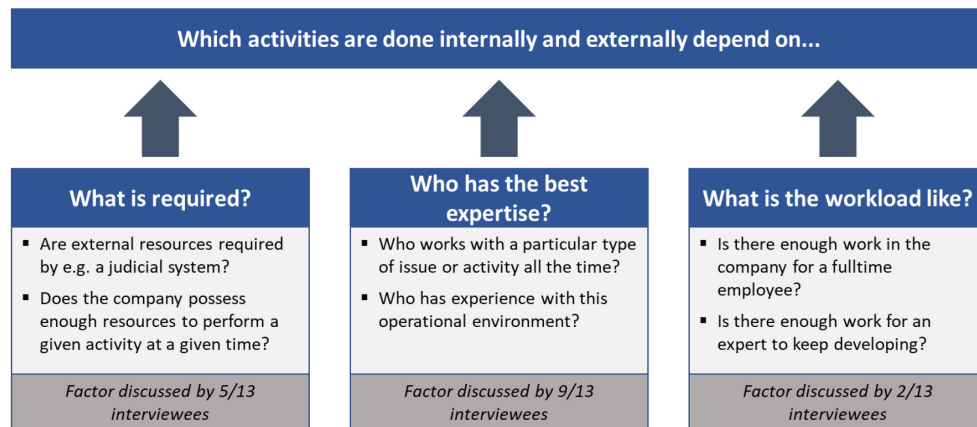 Which activities are done internally and externally depend on...
What is required?
▪ Are external resources required
by e.g. a judicial system?
▪ Does the company possess
enough resources to perform a
given activity at a given time?
Factor discussed by 5/13
interviewees
Who has the best
expertise?
▪ Who works with a particular type
of issue or activity all the time?
▪ Who has experience with this
operational environment?
Factor discussed by 9/13
interviewees
What is the workload like?
▪ Is there enough work in the
company for a fulltime
employee?
▪ Is there enough work for an
expert to keep developing?
Factor discussed by 2/13
interviewees